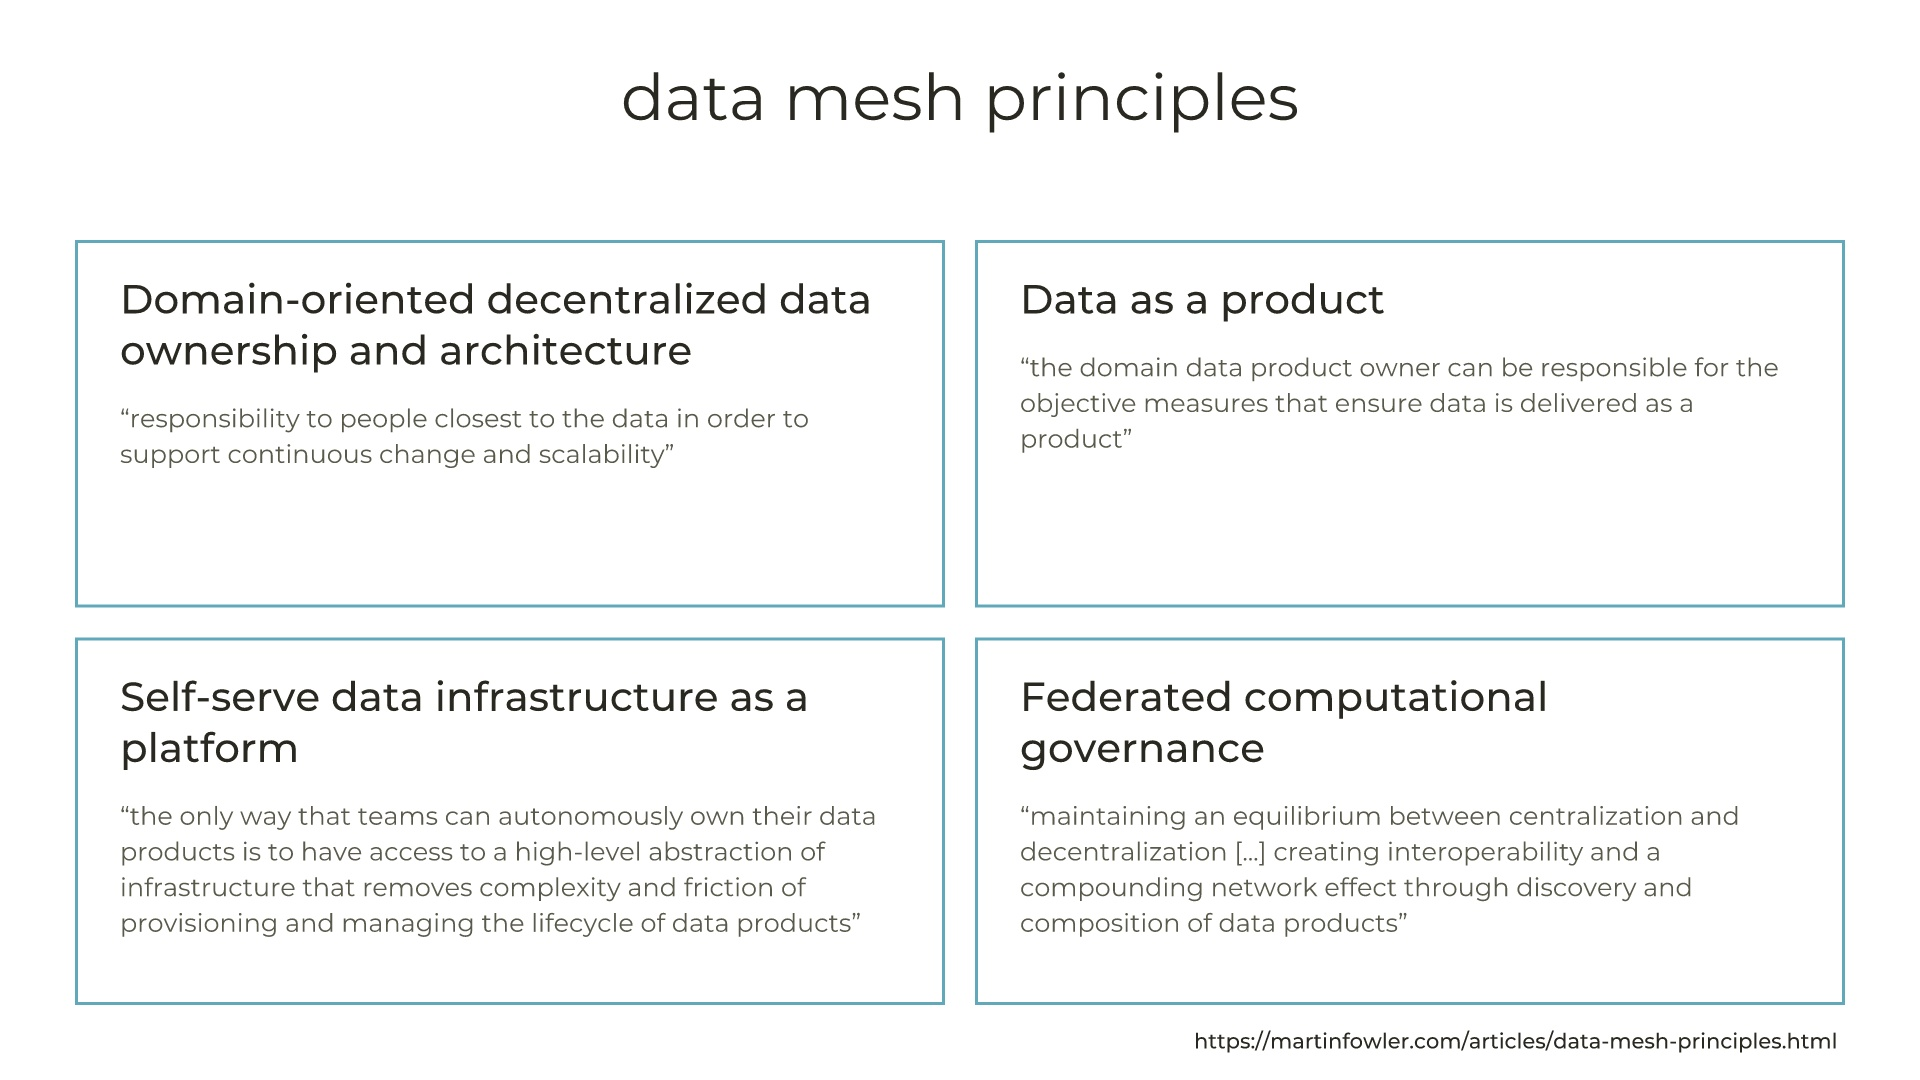 data mesh principles
Domain-oriented decentralized data
ownership and architecture
“responsibility to people closest to the data in order to
support continuous change and scalability”
Data as a product
“the domain data product owner can be responsible for the
objective measures that ensure data is delivered as a
product”
Self-serve data infrastructure as a
platform
“the only way that teams can autonomously own their data
products is to have access to a high-level abstraction of
infrastructure that removes complexity and friction of
provisioning and managing the lifecycle of data products”
Federated computational
governance
“maintaining an equilibrium between centralization and
decentralization [...] creating interoperability and a
compounding network effect through discovery and
composition of data products”
https://martinfowler.com/articles/data-mesh-principles.html